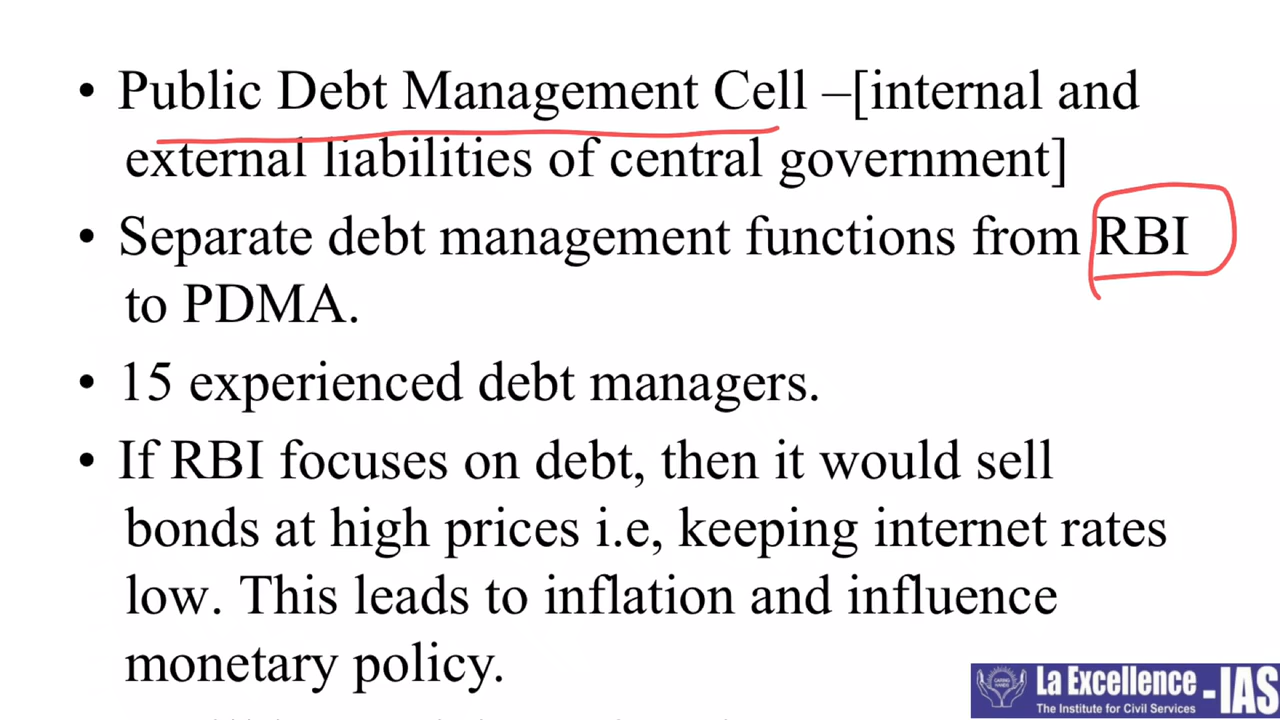 • Public Debt Management Cell –[internal and
external liabilities of central government]
• Separate debt management functions from RBI
to PDMA.
• 15 experienced debt managers.
• If RBI focuses on debt, then it would sell
bonds at high prices i.e, keeping internet rates
low. This leads to inflation and influence
monetary policy.
CARING HANDS
La Excellence -IAS
The Institute for Civil Services